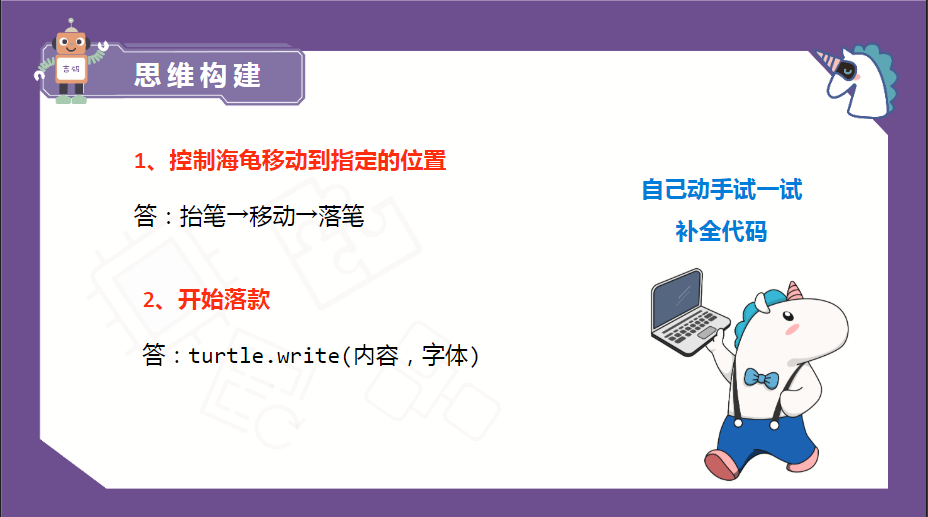 思维构建
1、控制海龟移动到指定的位置
答：抬笔→移动→落笔
2、开始落款
答：turtle.write(内容，字体)
自己动手试一试
补全代码